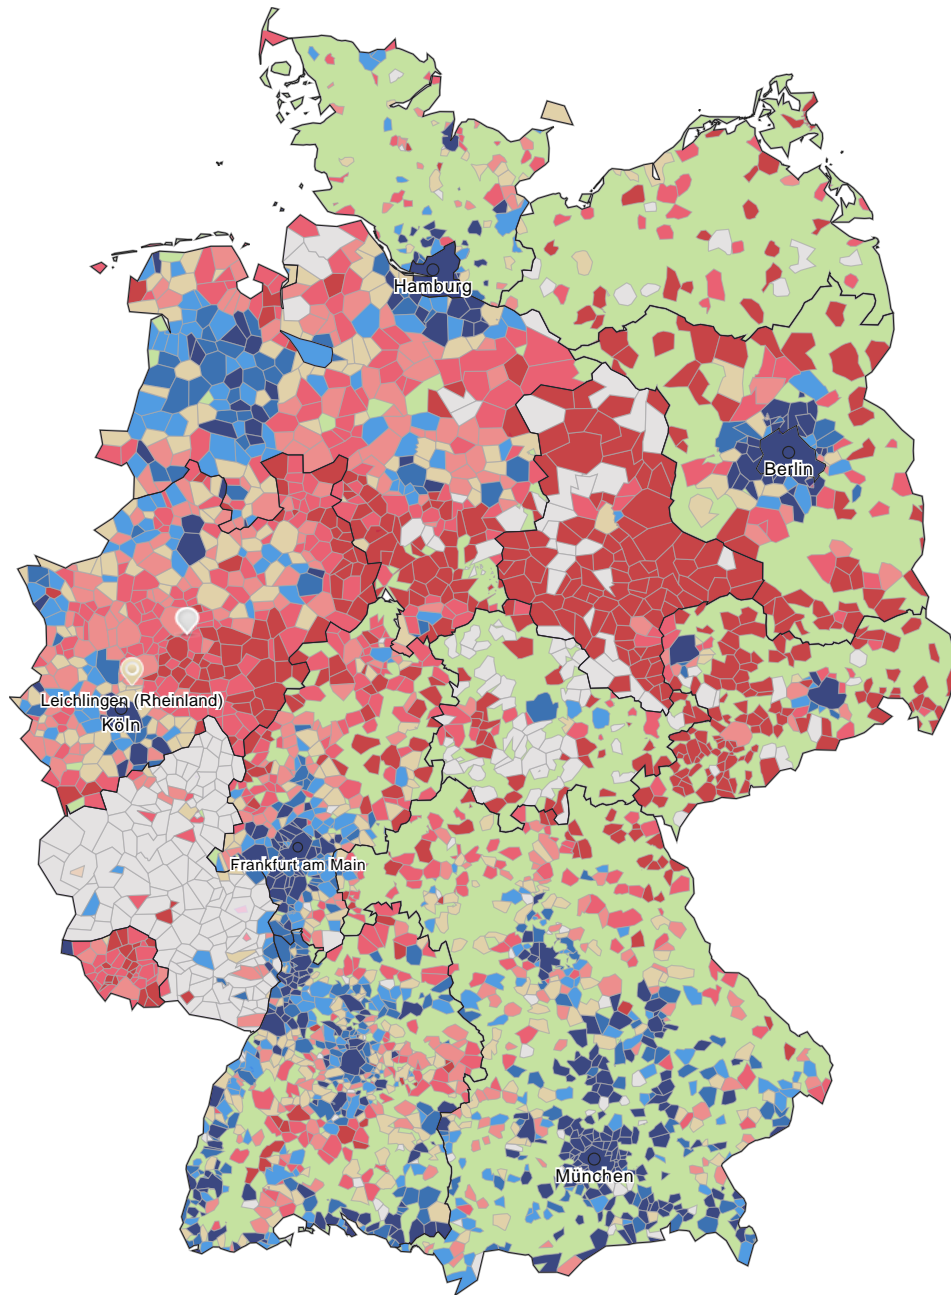 Hamburg
Berlin
Leichlingen (Rheinland)
Köln
Frankfurt am Main
München